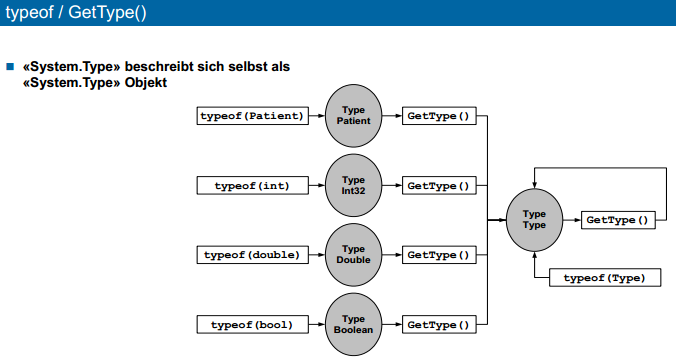 typeof / GetType()
«System.Type» beschreibt sich selbst als
«System.Type» Objekt
typeof(Patient)
Type
Patient
GetType()
typeof(int)
Type
Int32
GetType()
Type
Type
GetType()
typeof(double)
Type
Double
GetType()
typeof(Type)
typeof(bool)
Type
Boolean
GetType()